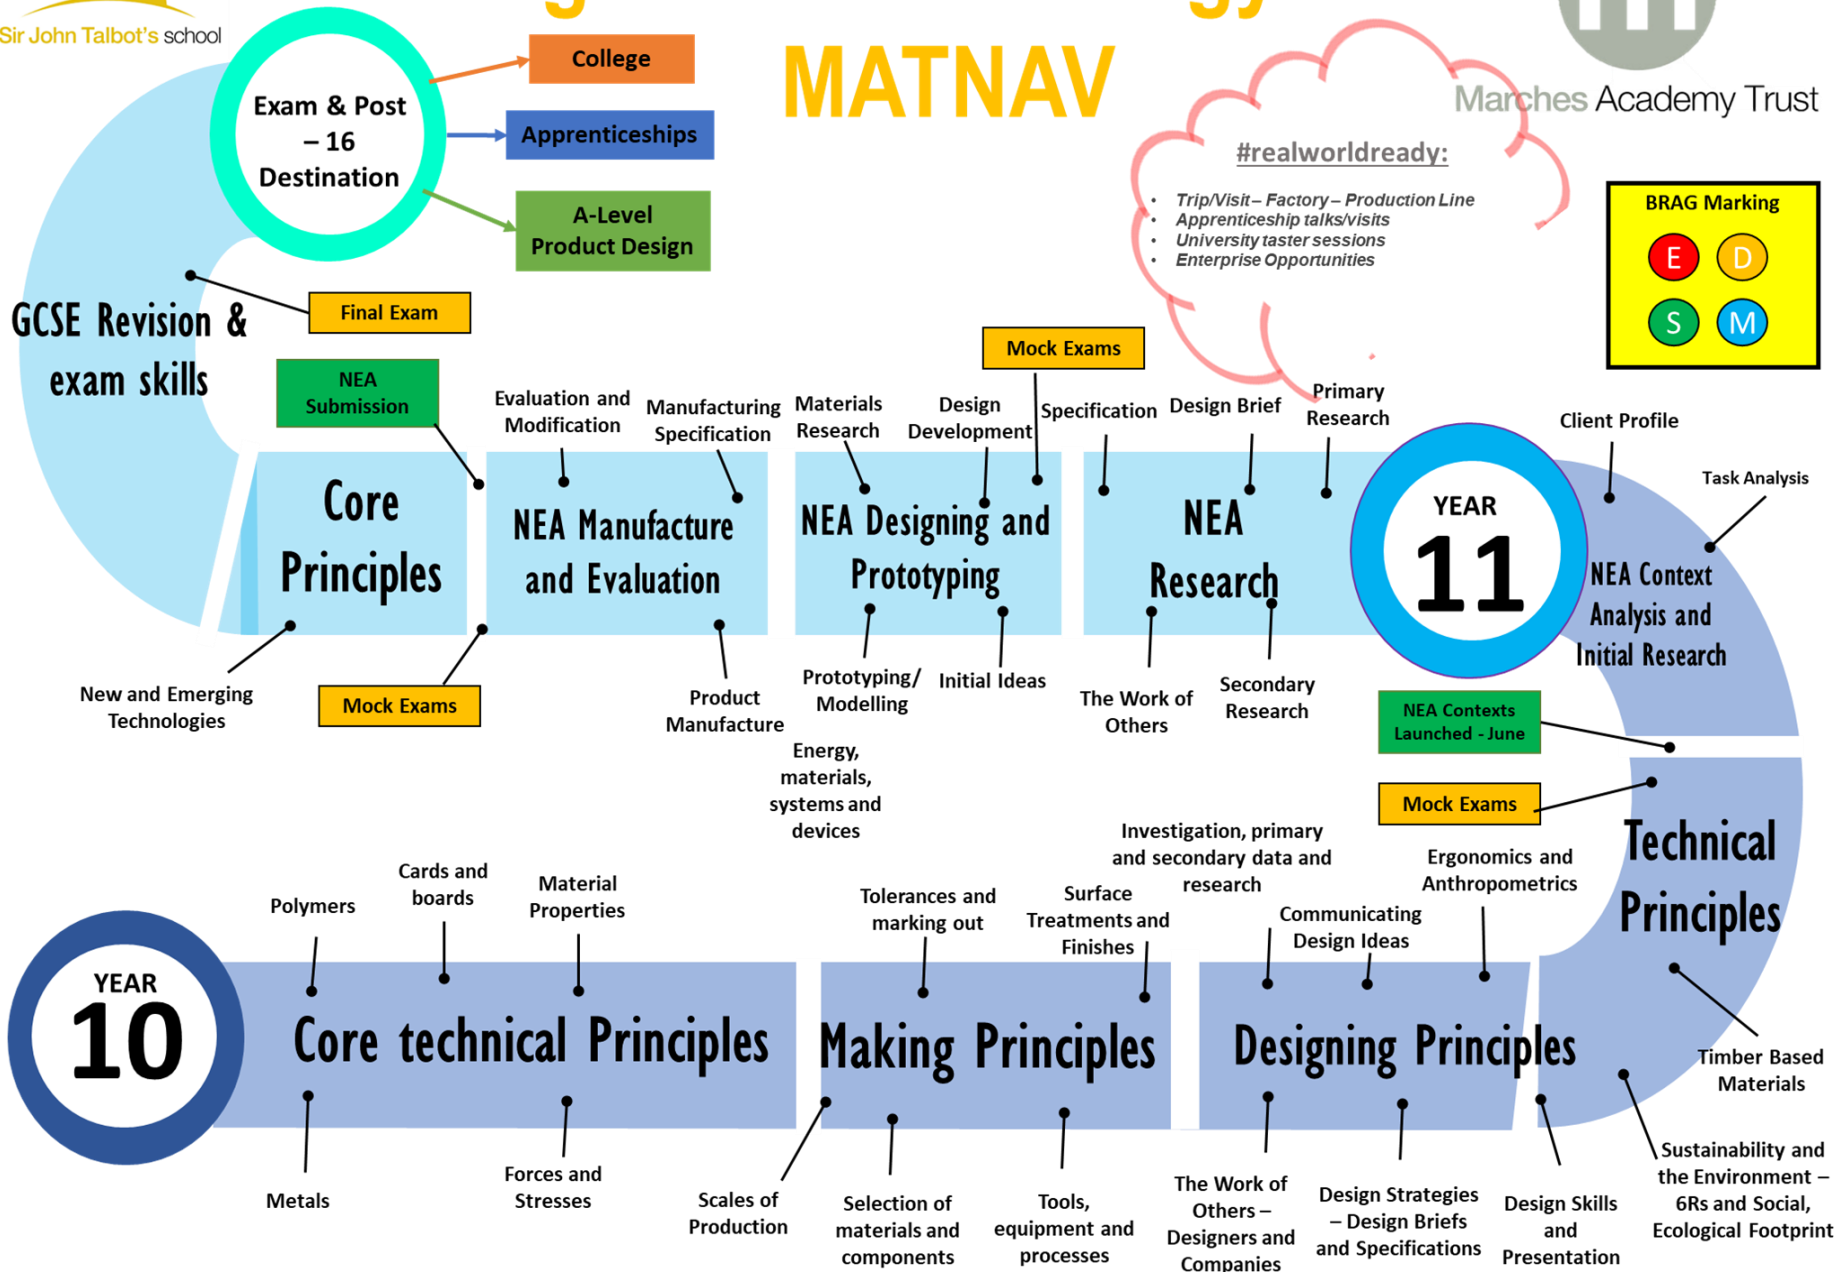 Sir John Talbot's school
MATNAV
Marches Academy Trust
Exam & Post
– 16
Destination
College
Apprenticeships
A-Level
Product Design
#realworldready:
• Trip/Visit – Factory – Production Line
• Apprenticeship talks/visits
• University taster sessions
• Enterprise Opportunities
BRAG Marking
E D
S M
GCSE Revision &
exam skills
Final Exam
NEA
Submission
Evaluation and
Modification
Manufacturing
Specification
Materials
Research
Design
Development
Mock Exams
Specification
Design Brief
Primary
Research
Client Profile
Task Analysis
Core
Principles
NEA Manufacture
and Evaluation
NEA Designing and
Prototyping
NEA
Research
YEAR
11
NEA Context
Analysis and
Initial Research
New and Emerging
Technologies
Mock Exams
Product
Manufacture
Prototyping/
Modelling
Initial Ideas
The Work of
Others
Secondary
Research
NEA Contexts
Launched - June
Mock Exams
Technical
Principles
Energy,
materials,
systems and
devices
Polymers
Cards and
boards
Material
Properties
Tolerances and
marking out
Surface
Treatments and
Finishes
Investigation, primary
and secondary data and
research
Communicating
Design Ideas
Ergonomics and
Anthropometrics
YEAR
10
Core technical Principles
Making Principles
Designing Principles
Timber Based
Materials
Metals
Forces and
Stresses
Scales of
Production
Selection of
materials and
components
Tools,
equipment and
processes
The Work of
Others –
Designers and
Companies
Design Strategies
– Design Briefs
and Specifications
Design Skills
and
Presentation
Sustainability and
the Environment –
6Rs and Social,
Ecological Footprint